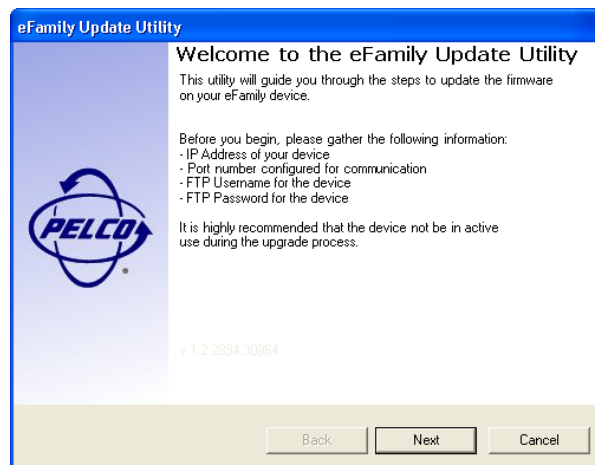 eFamily Update Utility
Welcome to the eFamily Update Utility
This utility will guide you through the steps to update the firmware
on your eFamily device.
Before you begin, please gather the following information:
- IP Address of your device
- Port number configured for communication
- FTP Username for the device
- FTP Password for the device
PELCO
®
It is highly recommended that the device not be in active
use during the upgrade process.
v 1.2.2894.30864
Back
Next
Cancel